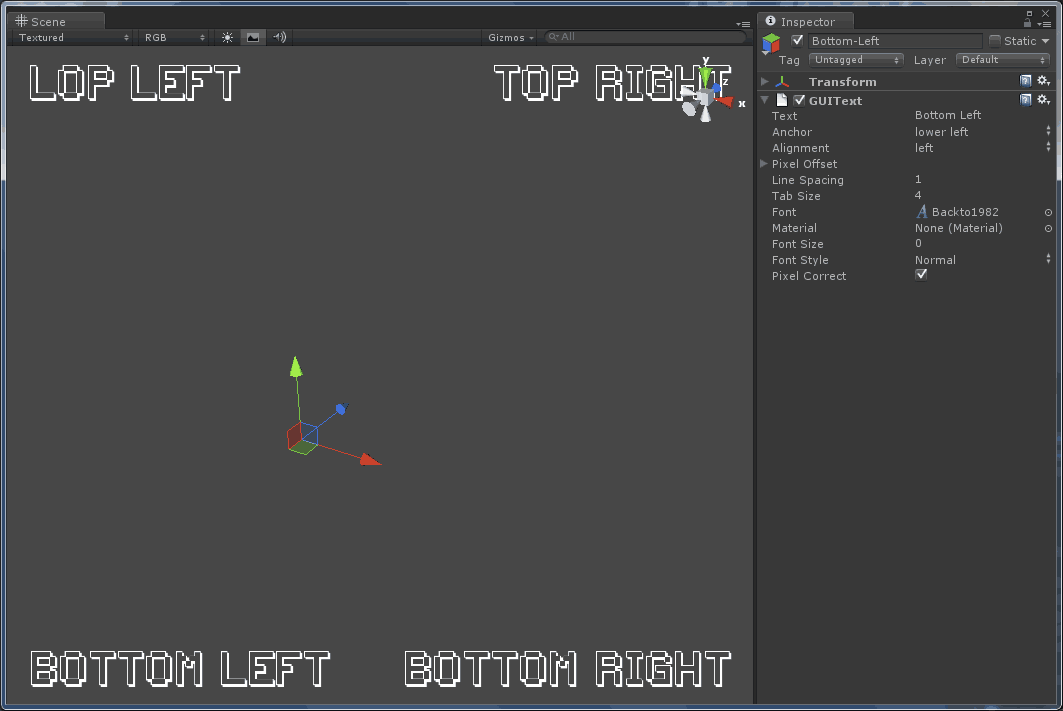 Scene
Inspector
Textured RGB Gizmos All
Bottom-Left Static
Tag Untagged Layer Default
LOP LEFT TOP RIGHT
y
z
x
Transform
GUIText
Text Bottom Left
Anchor lower left
Alignment left
Pixel Offset
Line Spacing 1
Tab Size 4
Font A Backto1982
Material None (Material)
Font Size 0
Font Style Normal
Pixel Correct
BOTTOM LEFT BOTTOM RIGHT